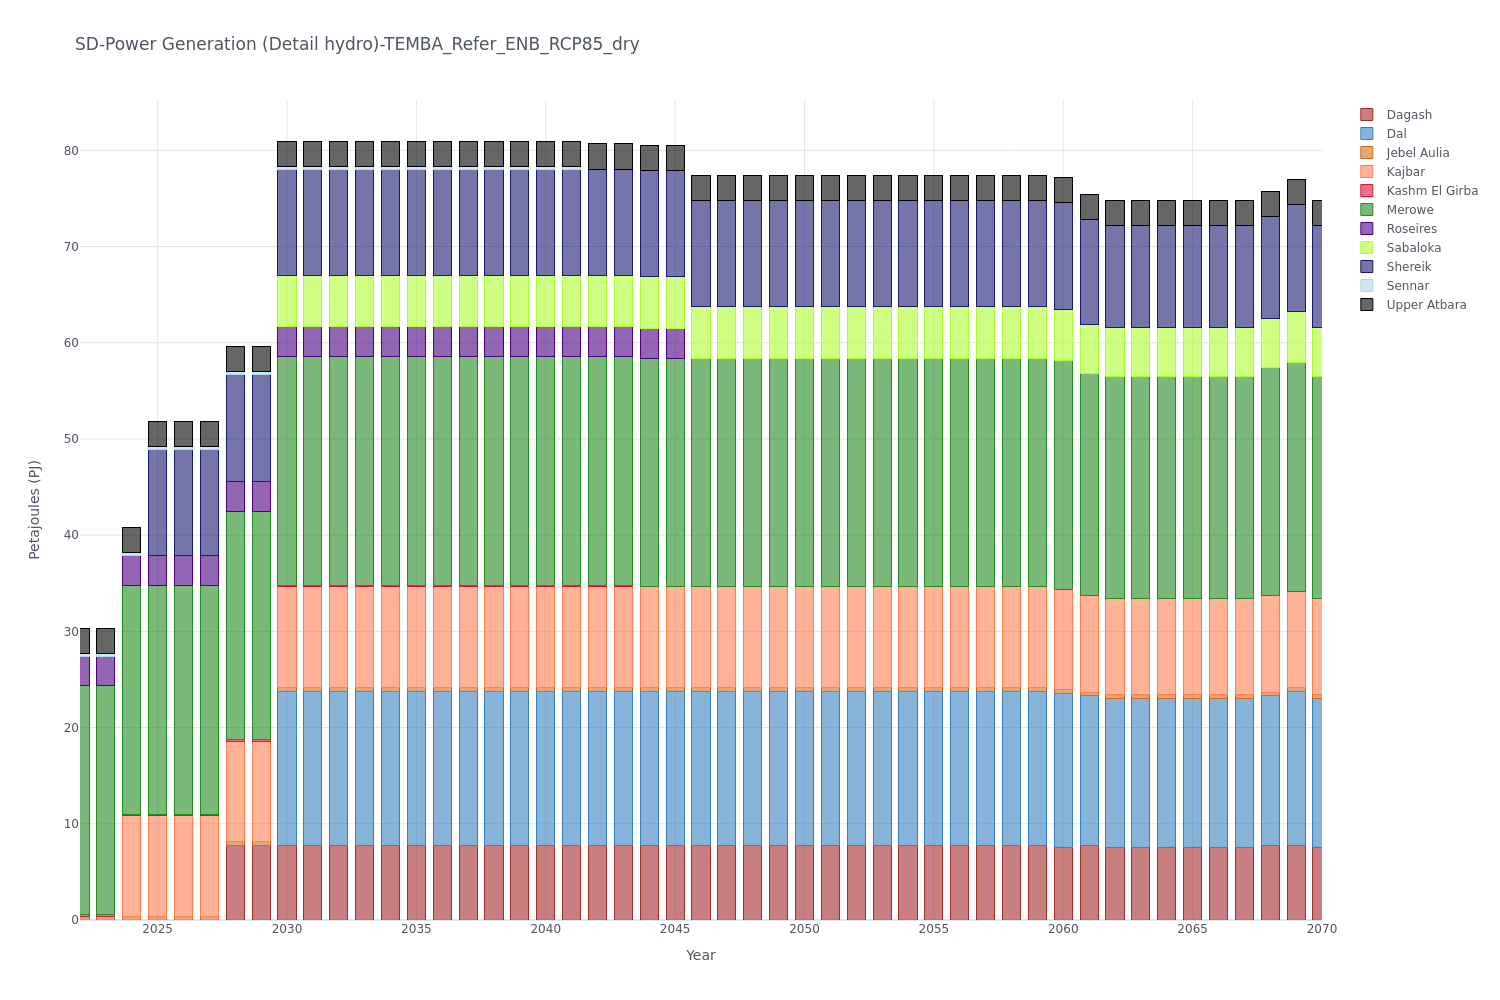 SD-Power Generation (Detail hydro)-TEMBA_Refer_ENB_RCP85_dry
Dagash
Dal
Jebel Aulia
Kajbar
Kashm El Girba
Merowe
Roseires
Sabaloka
Shereik
Sennar
Upper Atbara
80
70
60
50
40
30
20
10
0
Petajoules (PJ)
2025 2030 2035 2040 2045 2050 2055 2060 2065 2070
Year